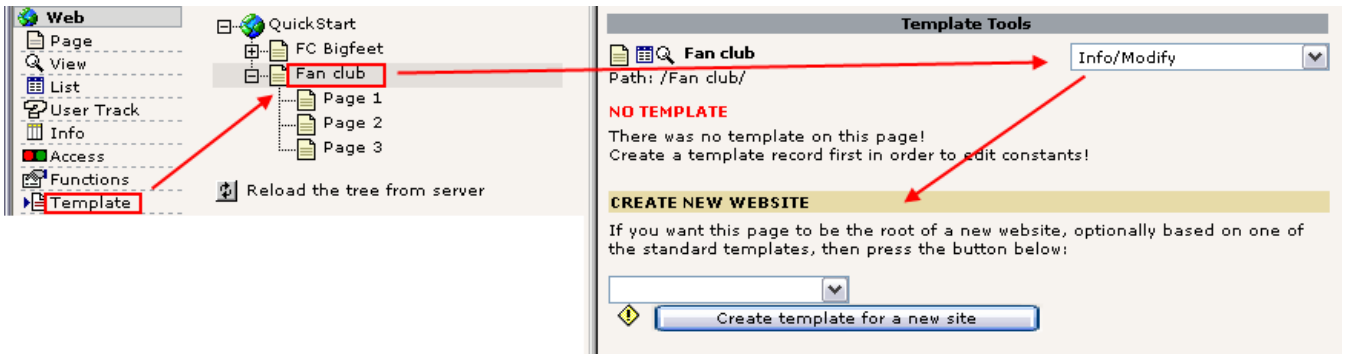 Web
Page
View
List
User Track
Info
Access
Functions
Template
QuickStart
FC Bigfeet
Fan club
Page 1
Page 2
Page 3
Reload the tree from server
Template Tools
Fan club
Info/Modify
Path: /Fan club/
NO TEMPLATE
There was no template on this page!
Create a template record first in order to edit constants!
CREATE NEW WEBSITE
If you want this page to be the root of a new website, optionally based on one of
the standard templates, then press the button below:
Create template for a new site